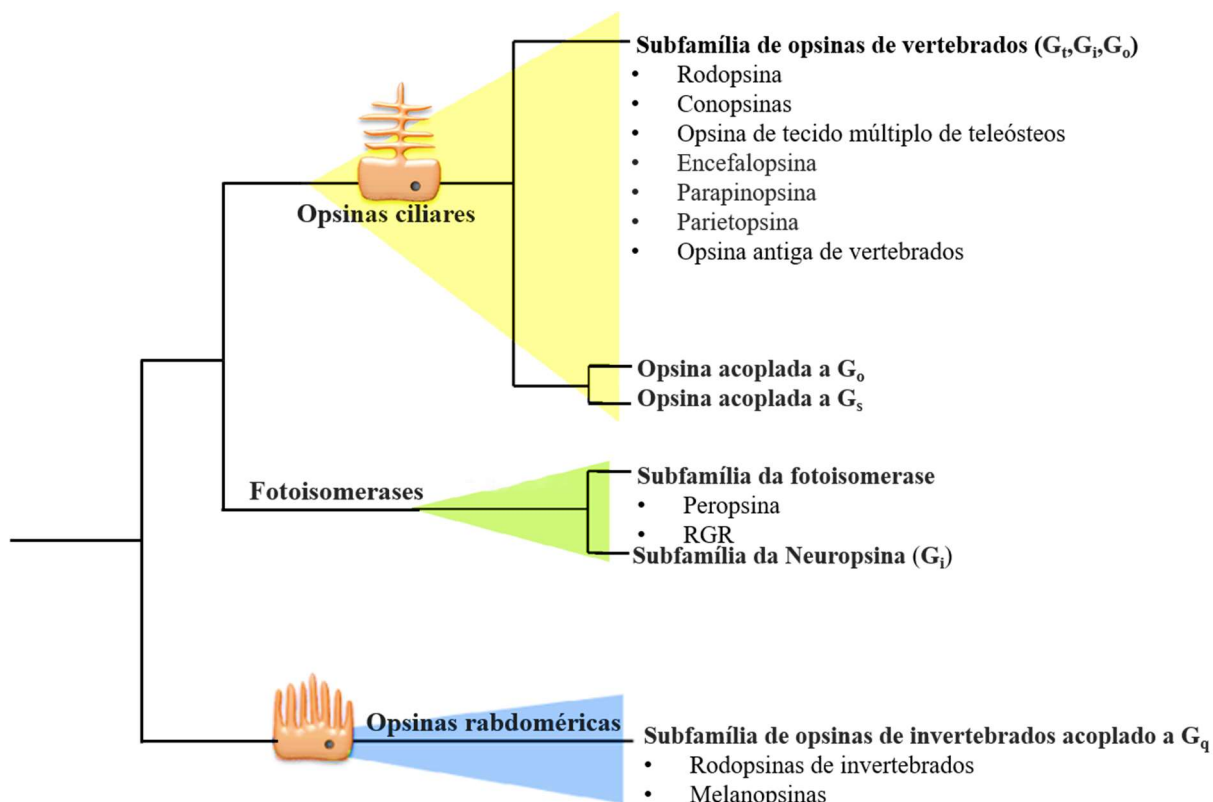 Subfamília de opsinas de vertebrados (Gt,Gi,Go)
• Rodopsina
• Conopsinas
• Opsina de tecido múltiplo de teleósteos
• Encefalopsina
• Parapinopsina
• Parietopsina
• Opsina antiga de vertebrados
Opsinas ciliares
Opsina acoplada a Go
Opsina acoplada a Gs
Fotoisomerases
Subfamília da fotoisomerase
• Peropsina
• RGR
Subfamília da Neuropsina (Gi)
Opsinas rabdoméricas
Subfamília de opsinas de invertebrados acoplado a Gq
• Rodopsinas de invertebrados
• Melanopsinas